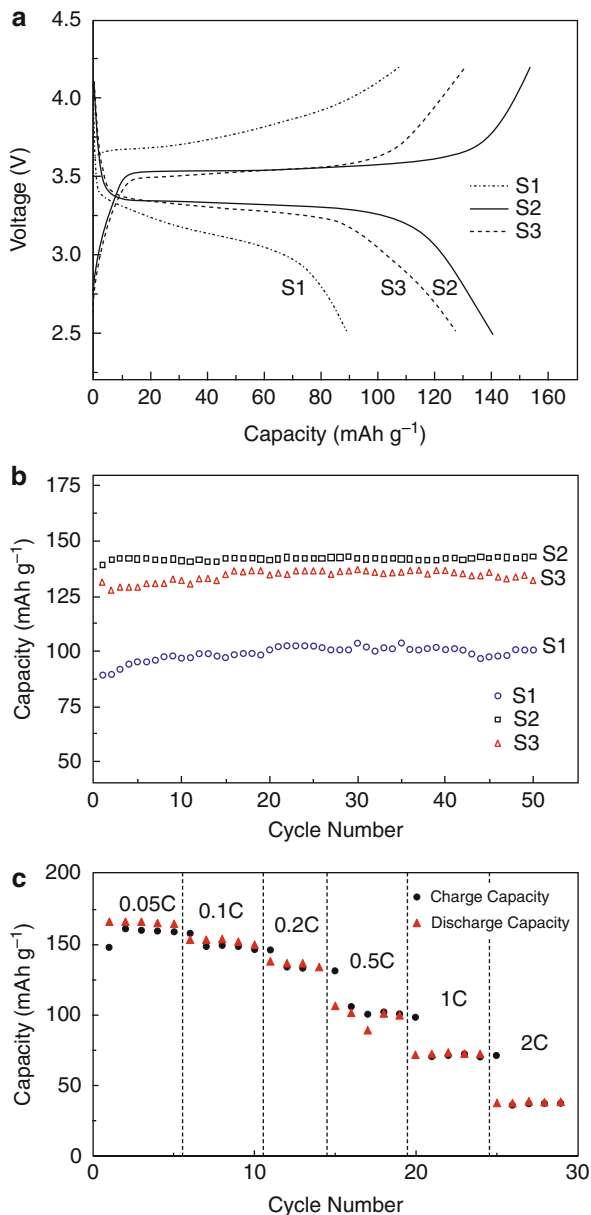 a
4.5
4.0
3.5
3.0
2.5
Voltage (V)
S1
S2
S3
S1
S3
S2
0 20 40 60 80 100 120 140 160
Capacity (mAh g⁻¹)
b
175
150
125
100
75
50
Capacity (mAh g⁻¹)
S2
S3
S1
S1
S2
S3
0 10 20 30 40 50
Cycle Number
c
200
150
100
50
0
Capacity (mAh g⁻¹)
0.05C
0.1C
0.2C
0.5C
1C
2C
Charge Capacity
Discharge Capacity
0 10 20 30
Cycle Number